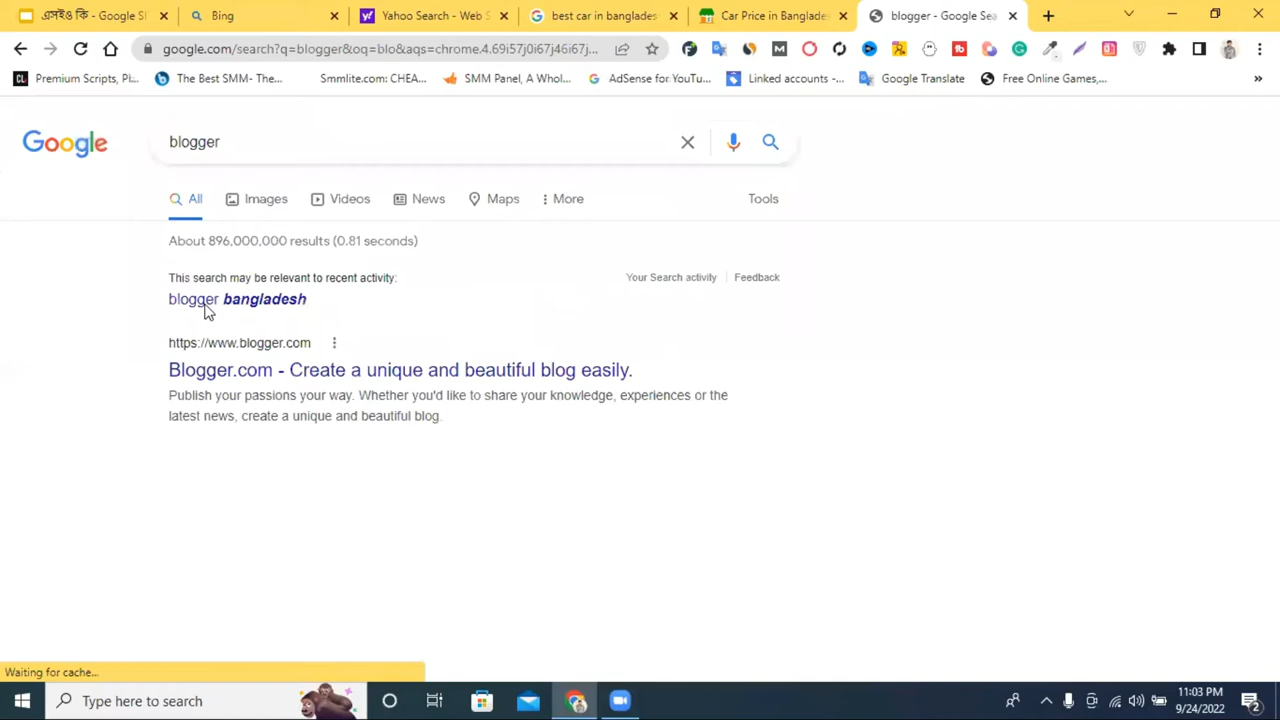 এসইও কি - Google Sl
Bing
Yahoo Search - Web S
best car in banglades
Car Price in Banglades
blogger - Google Sea
google.com/search?q=blogger&oq=blo&aqs=chrome.4.69i57j0i67j46i67j...
Premium Scripts, Pl...
The Best SMM- The...
Smmlite.com: CHEA...
SMM Panel, A Whol...
AdSense for YouTu...
Linked accounts -...
Google Translate
Free Online Games,...
»
Google
blogger
All
Images
Videos
News
Maps
More
Tools
About 896,000,000 results (0.81 seconds)
This search may be relevant to recent activity:
Your Search activity
Feedback
blogger bangladesh
https://www.blogger.com
Blogger.com - Create a unique and beautiful blog easily.
Publish your passions your way. Whether you'd like to share your knowledge, experiences or the
latest news, create a unique and beautiful blog.
Waiting for cache...
Type here to search
11:03 PM
9/24/2022
2